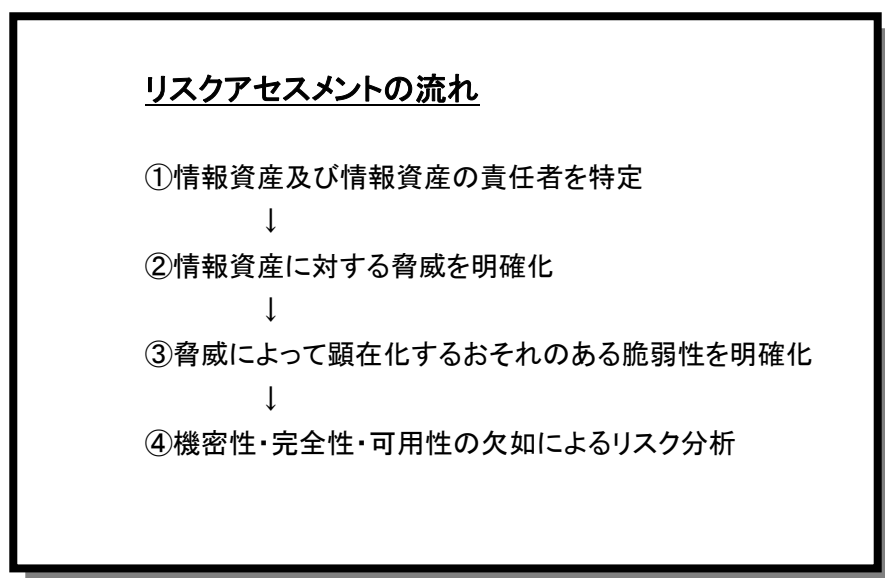 リスクアセスメントの流れ
①情報資産及び情報資産の責任者を特定
↓
②情報資産に対する脅威を明確化
↓
③脅威によって顕在化するおそれのある脆弱性を明確化
↓
④機密性・完全性・可用性の欠如によるリスク分析